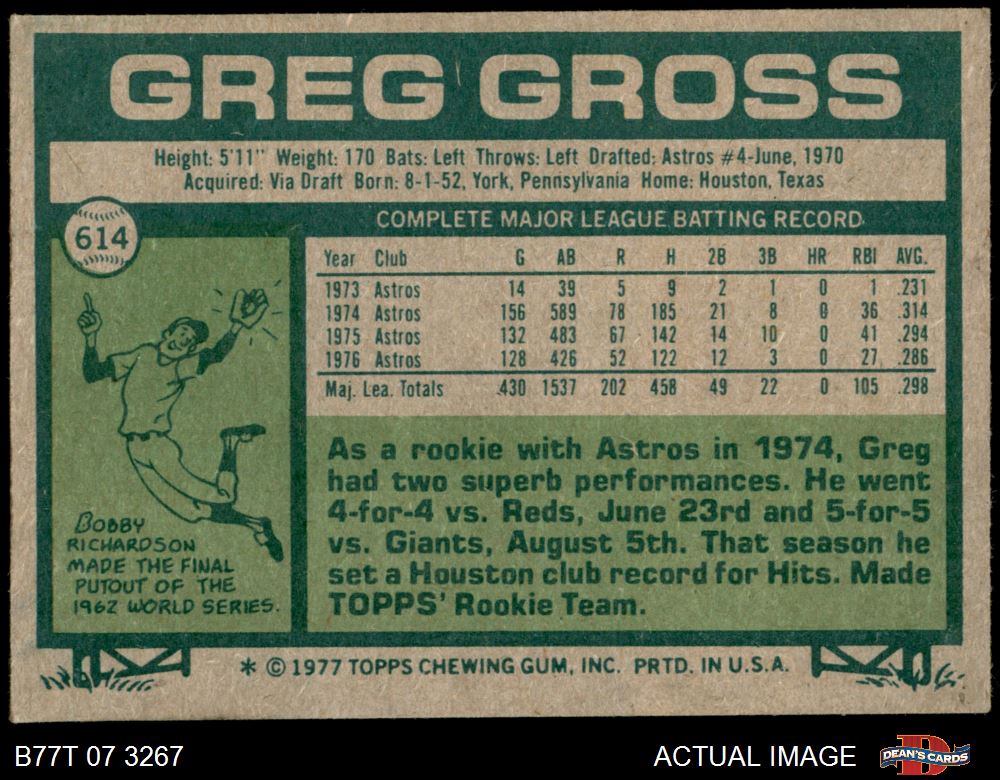 GREG GROSS
Height: 5'11" Weight: 170 Bats: Left Throws: Left Drafted: Astros #4-June, 1970
Acquired: Via Draft Born: 8-1-52, York, Pennsylvania Home: Houston, Texas
614
COMPLETE MAJOR LEAGUE BATTING RECORD
Year Club G AB R H 2B 3B HR RBI AVG.
1973 Astros 14 39 5 9 2 1 0 1 .231
1974 Astros 156 589 78 185 21 8 0 36 .314
1975 Astros 132 483 67 142 14 10 0 41 .294
1976 Astros 128 426 52 122 12 3 0 27 .286
Maj. Lea. Totals 430 1537 202 458 49 22 0 105 .298
BOBBY
RICHARDSON
MADE THE FINAL
PUTOUT OF THE
1962 WORLD SERIES.
As a rookie with Astros in 1974, Greg
had two superb performances. He went
4-for-4 vs. Reds, June 23rd and 5-for-5
vs. Giants, August 5th. That season he
set a Houston club record for Hits. Made
TOPPS' Rookie Team.
* © 1977 TOPPS CHEWING GUM, INC. PRTD. IN U.S.A.
B77T 07 3267
ACTUAL IMAGE
DEAN'S CARDS